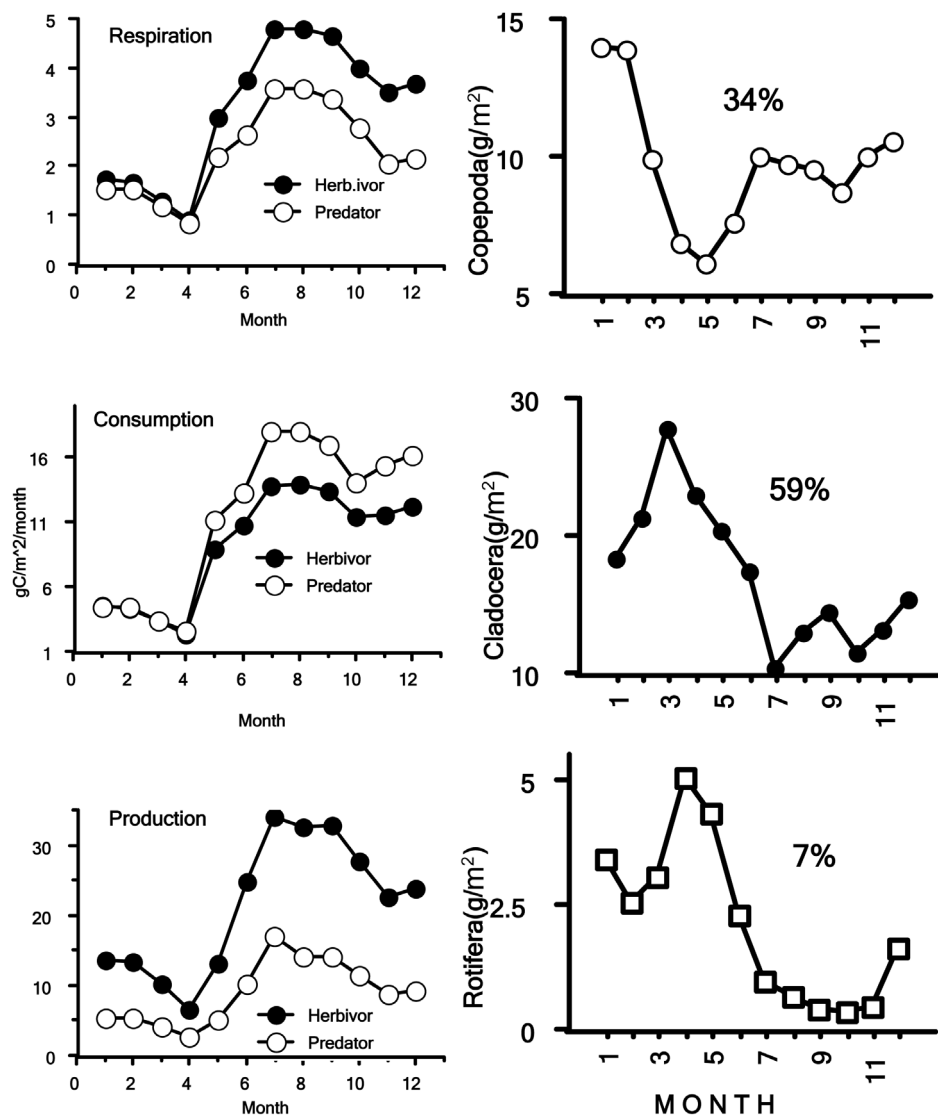 Respiration
5
4
3
2
1
0
Herb.ivor
Predator
0 2 4 6 8 10 12
Month
Copepoda(g/m²)
15
10
5
34%
1 3 5 7 9 11
Consumption
gC/m^2/month
16
11
6
1
Herbivor
Predator
0 2 4 6 8 10 12
Month
Cladocera(g/m²)
30
20
10
59%
1 3 5 7 9 11
Production
30
20
10
0
Herbivor
Predator
0 2 4 6 8 10 12
Month
Rotifera(g/m²)
5
2.5
0
7%
1 3 5 7 9 11
MONTH